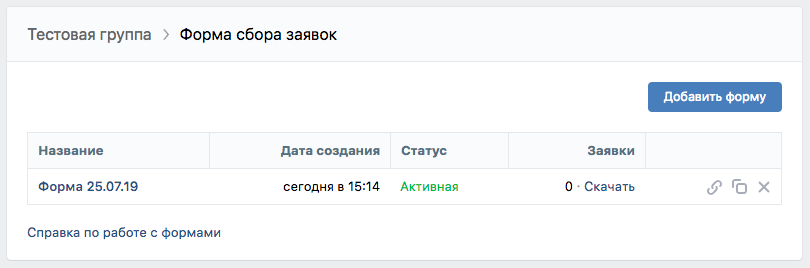 Тестовая группа > Форма сбора заявок
Добавить форму
Название Дата создания Статус Заявки
Форма 25.07.19 сегодня в 15:14 Активная 0 · Скачать
Справка по работе с формами